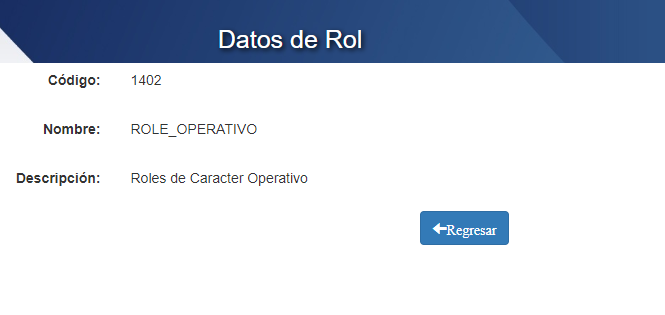 Datos de Rol
Código: 1402
Nombre: ROLE_OPERATIVO
Descripción: Roles de Caracter Operativo
Regresar